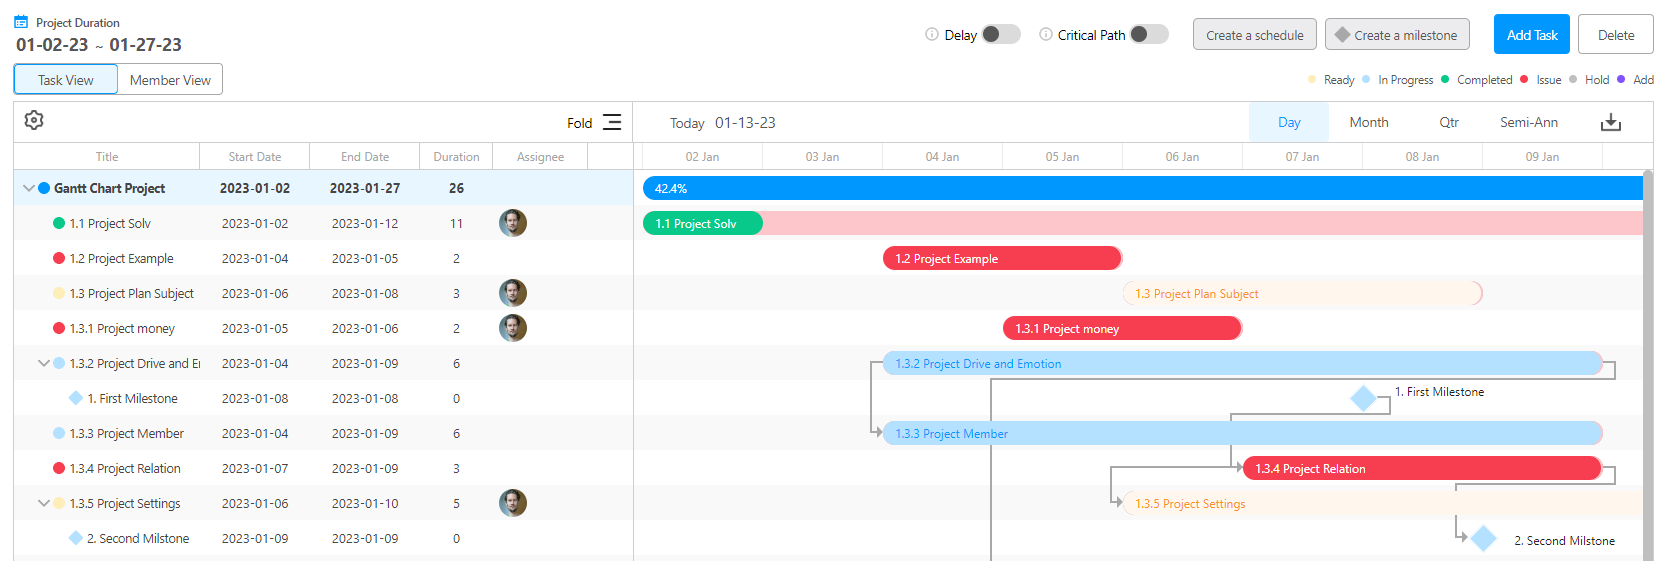 Project Duration
01-02-23 ~ 01-27-23
Delay
Critical Path
Create a schedule
Create a milestone
Add Task
Delete
Task View
Member View
Ready
In Progress
Completed
Issue
Hold
Add
Fold
Today 01-13-23
Day
Month
Qtr
Semi-Ann
Title Start Date End Date Duration Assignee
02 Jan 03 Jan 04 Jan 05 Jan 06 Jan 07 Jan 08 Jan 09 Jan
Gantt Chart Project 2023-01-02 2023-01-27 26 42.4%
1.1 Project Solv 2023-01-02 2023-01-12 11 1.1 Project Solv
1.2 Project Example 2023-01-04 2023-01-05 2 1.2 Project Example
1.3 Project Plan Subject 2023-01-06 2023-01-08 3 1.3 Project Plan Subject
1.3.1 Project money 2023-01-05 2023-01-06 2 1.3.1 Project money
1.3.2 Project Drive and E 2023-01-04 2023-01-09 6 1.3.2 Project Drive and Emotion
1. First Milestone 2023-01-08 2023-01-08 0 1. First Milestone
1.3.3 Project Member 2023-01-04 2023-01-09 6 1.3.3 Project Member
1.3.4 Project Relation 2023-01-07 2023-01-09 3 1.3.4 Project Relation
1.3.5 Project Settings 2023-01-06 2023-01-10 5 1.3.5 Project Settings
2. Second Milstone 2023-01-09 2023-01-09 0 2. Second Milstone